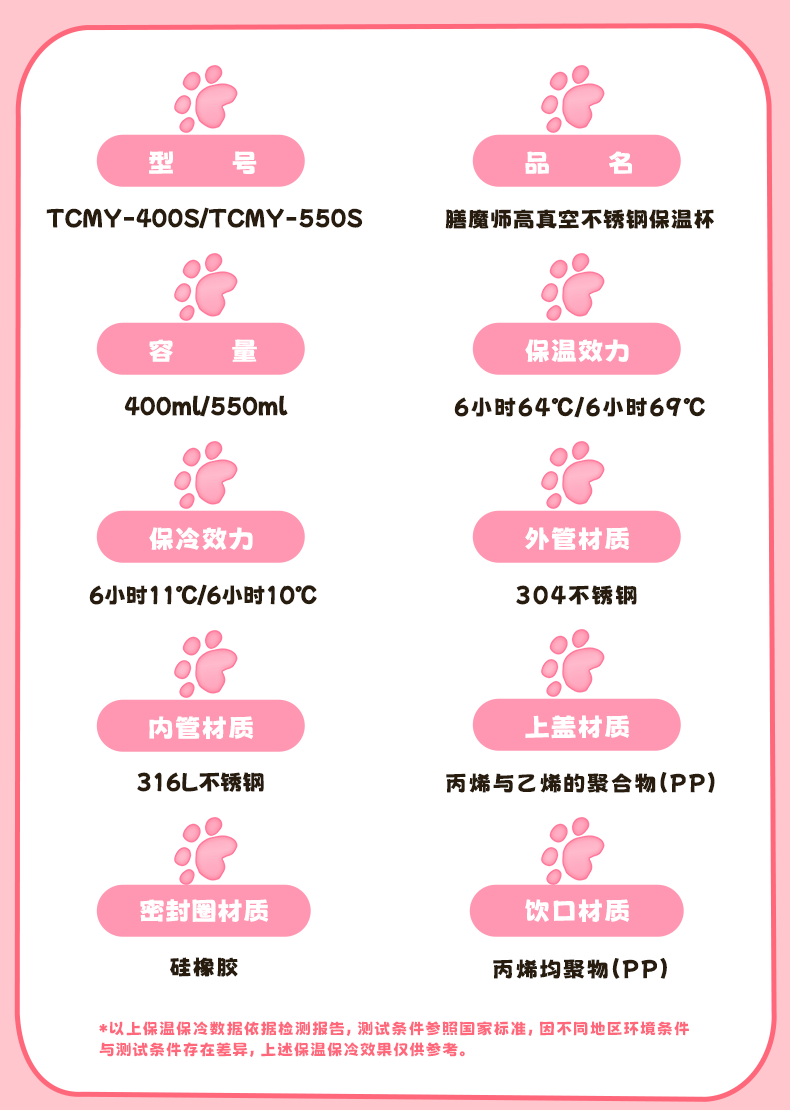 型 号
品 名
TCMY-400S/TCMY-550S
膳魔师高真空不锈钢保温杯
容 量
保温效力
400ml/550ml
6小时64℃/6小时69℃
保冷效力
外管材质
6小时11℃/6小时10℃
304不锈钢
内管材质
上盖材质
316L不锈钢
丙烯与乙烯的聚合物(PP)
密封圈材质
饮口材质
硅橡胶
丙烯均聚物(PP)
*以上保温保冷数据依据检测报告, 测试条件参照国家标准, 因不同地区环境条件
与测试条件存在差异, 上述保温保冷效果仅供参考。